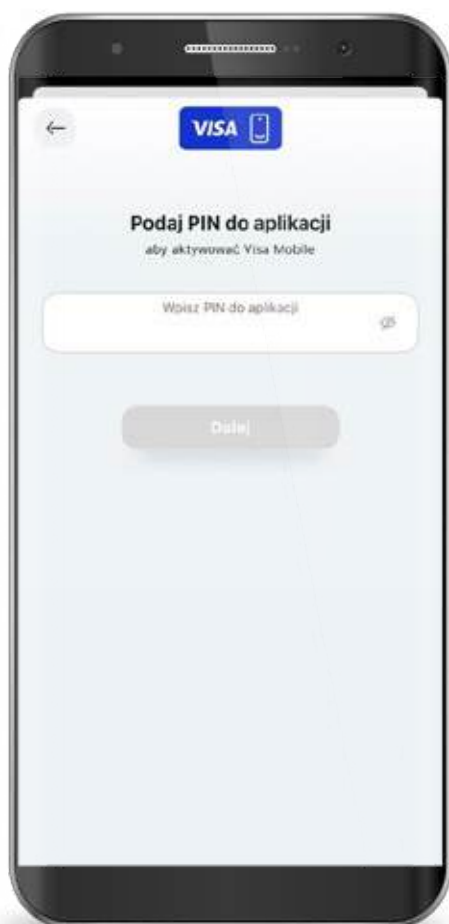 VISA
Podaj PIN do aplikacji
aby aktywować Visa Mobile
Wpisz PIN do aplikacji
Dalej